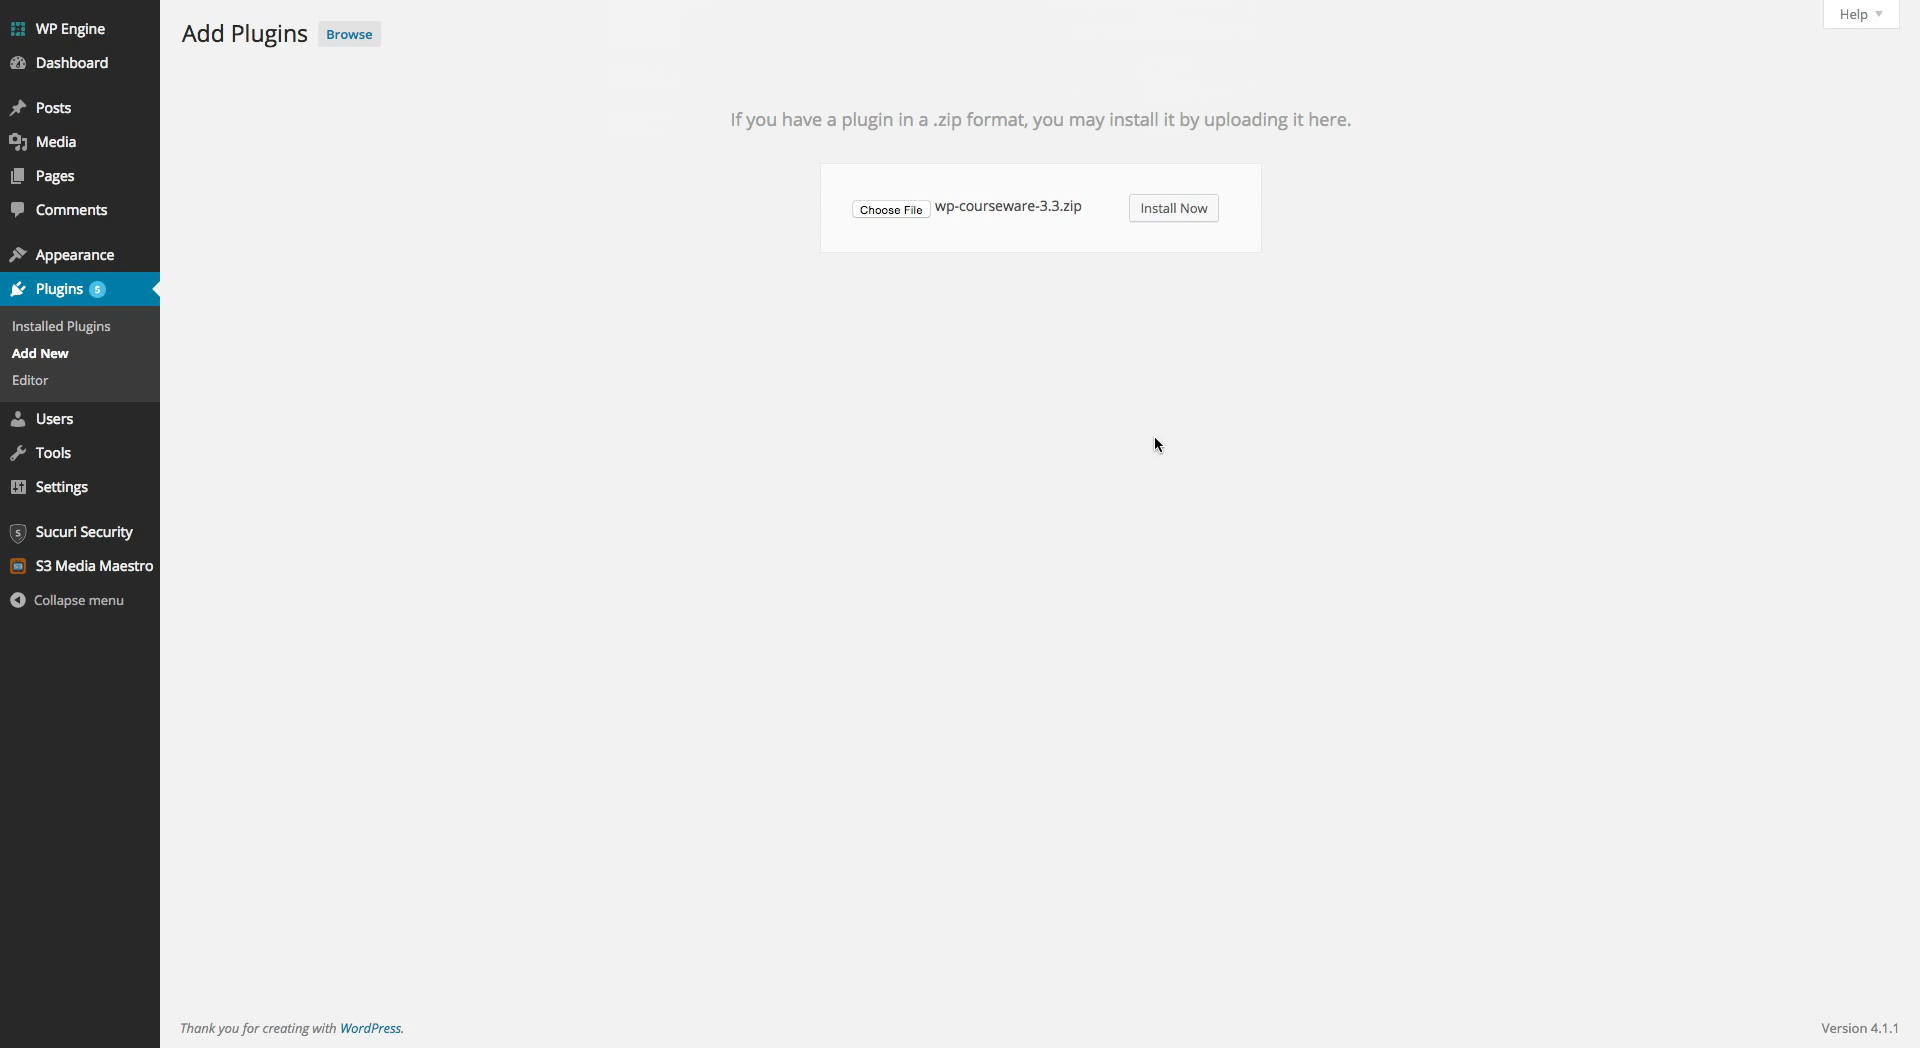 WP Engine
Dashboard
Posts
Media
Pages
Comments
Appearance
Plugins 5
Installed Plugins
Add New
Editor
Users
Tools
Settings
S Sucuri Security
S3 S3 Media Maestro
Collapse menu
Add Plugins Browse
Help
If you have a plugin in a .zip format, you may install it by uploading it here.
Choose File wp-courseware-3.3.zip Install Now
Thank you for creating with WordPress.
Version 4.1.1